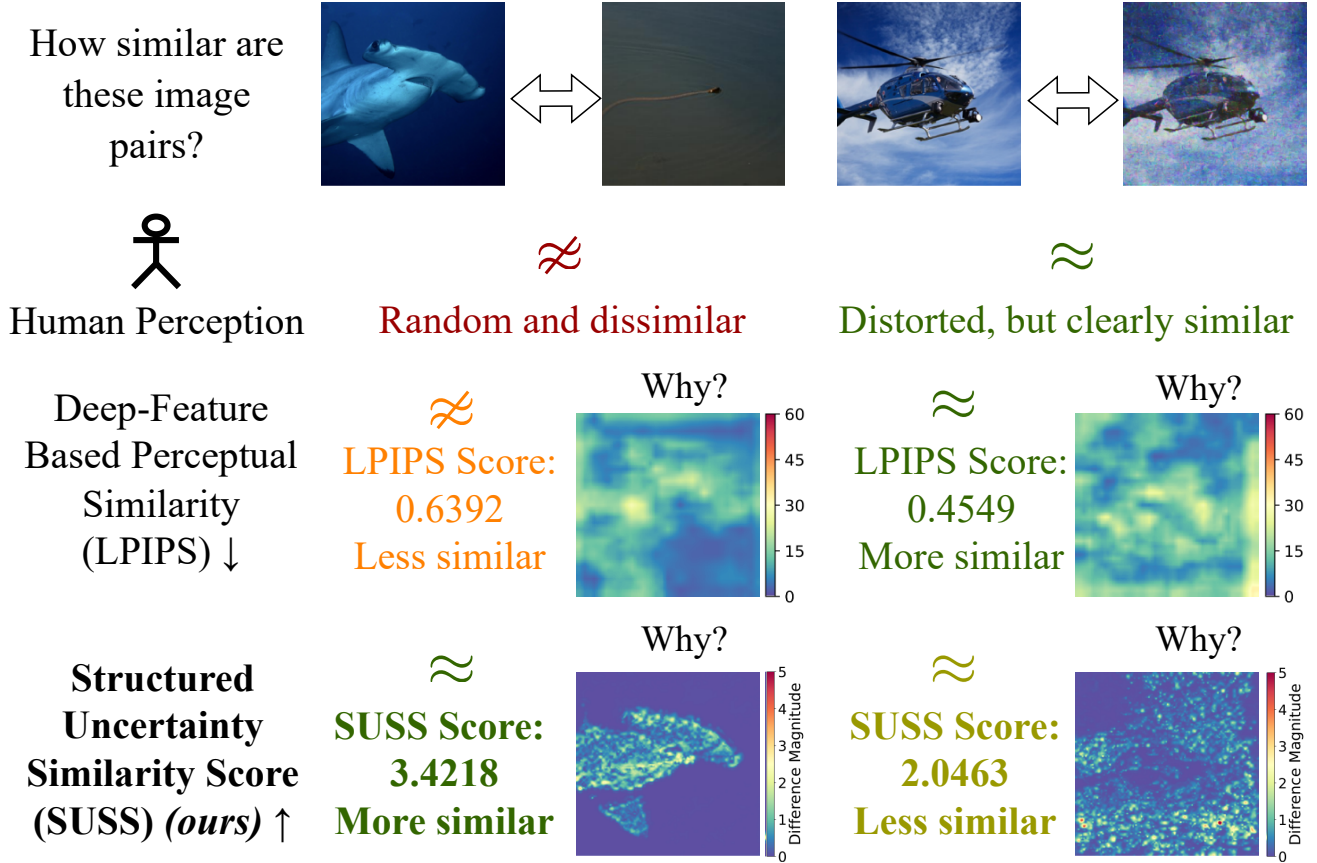 How similar are
these image
pairs?
≉
≈
Human Perception
Random and dissimilar
Distorted, but clearly similar
Deep-Feature
Based Perceptual
Similarity
(LPIPS) ↓
≉
LPIPS Score:
0.6392
Less similar
Why?
60
45
30
15
0
≈
LPIPS Score:
0.4549
More similar
Why?
60
45
30
15
0
Structured
Uncertainty
Similarity Score
(SUSS) (ours) ↑
≈
SUSS Score:
3.4218
More similar
Why?
5
4
3
2
1
0
Difference Magnitude
≈
SUSS Score:
2.0463
Less similar
Why?
5
4
3
2
1
0
Difference Magnitude